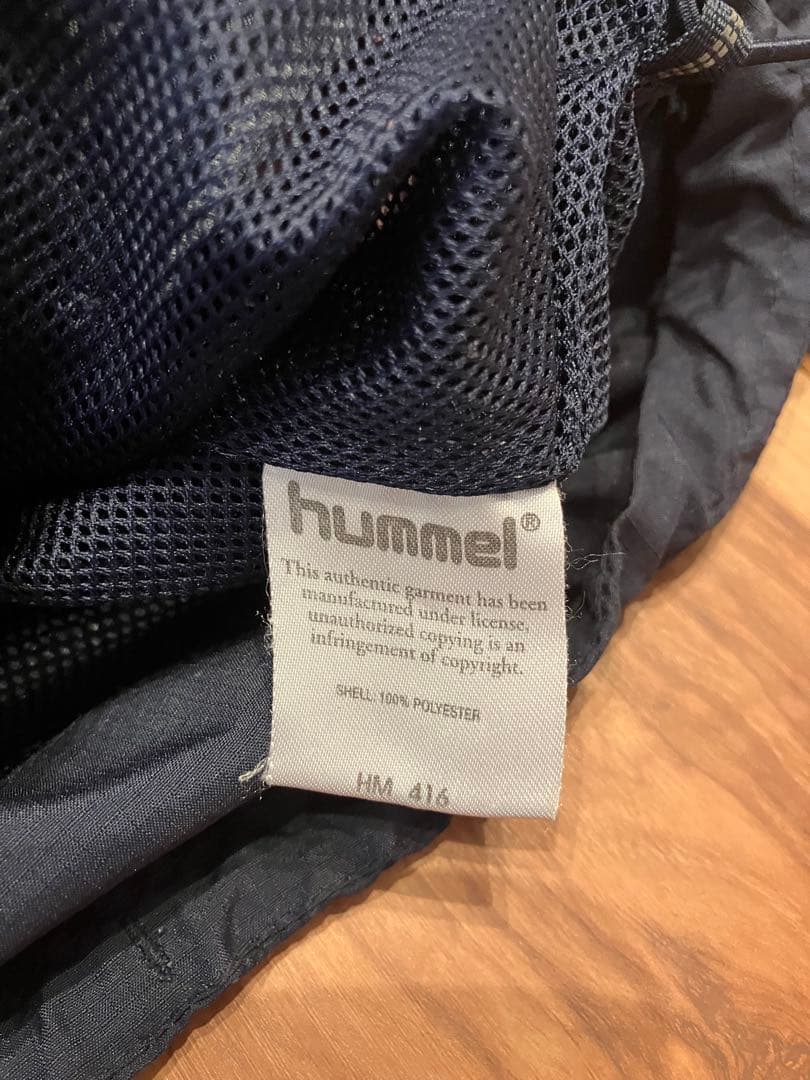 hummel®
This authentic garment has been
manufactured under license,
unauthorized copying is an
infringement of copyright.
SHELL: 100% POLYESTER
HM 416